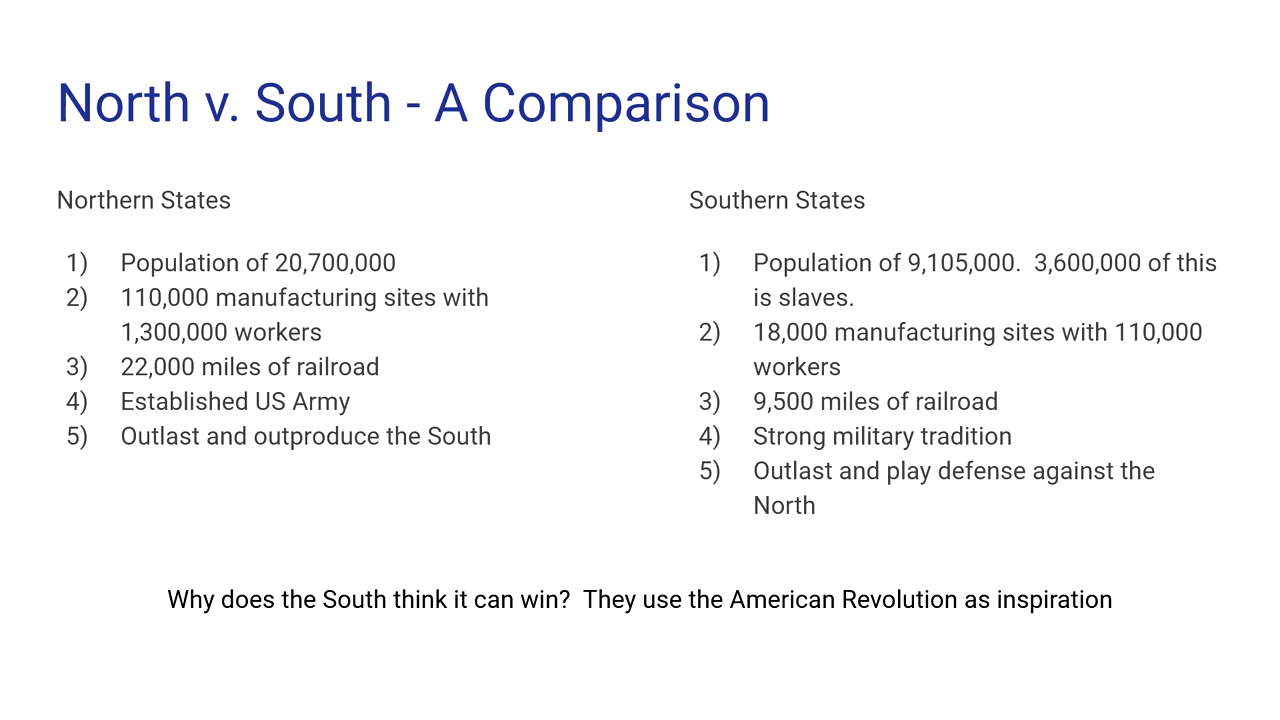 North v. South - A Comparison
Northern States
1) Population of 20,700,000
2) 110,000 manufacturing sites with
1,300,000 workers
3) 22,000 miles of railroad
4) Established US Army
5) Outlast and outproduce the South
Southern States
1) Population of 9,105,000.  3,600,000 of this
is slaves.
2) 18,000 manufacturing sites with 110,000
workers
3) 9,500 miles of railroad
4) Strong military tradition
5) Outlast and play defense against the
North
Why does the South think it can win?  They use the American Revolution as inspiration